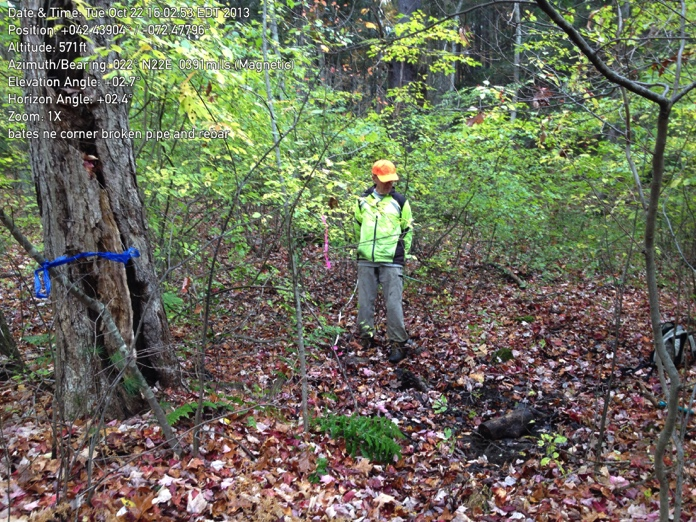 Date & Time: Tue Oct 22 15:02:53 EDT 2013
Position: +042.43904° / -072.47796°
Altitude: 571ft
Azimuth/Bearing: 022° N22E 0391mils (Magnetic)
Elevation Angle: +02.7°
Horizon Angle: +02.4°
Zoom: 1X
bates ne corner broken pipe and rebar